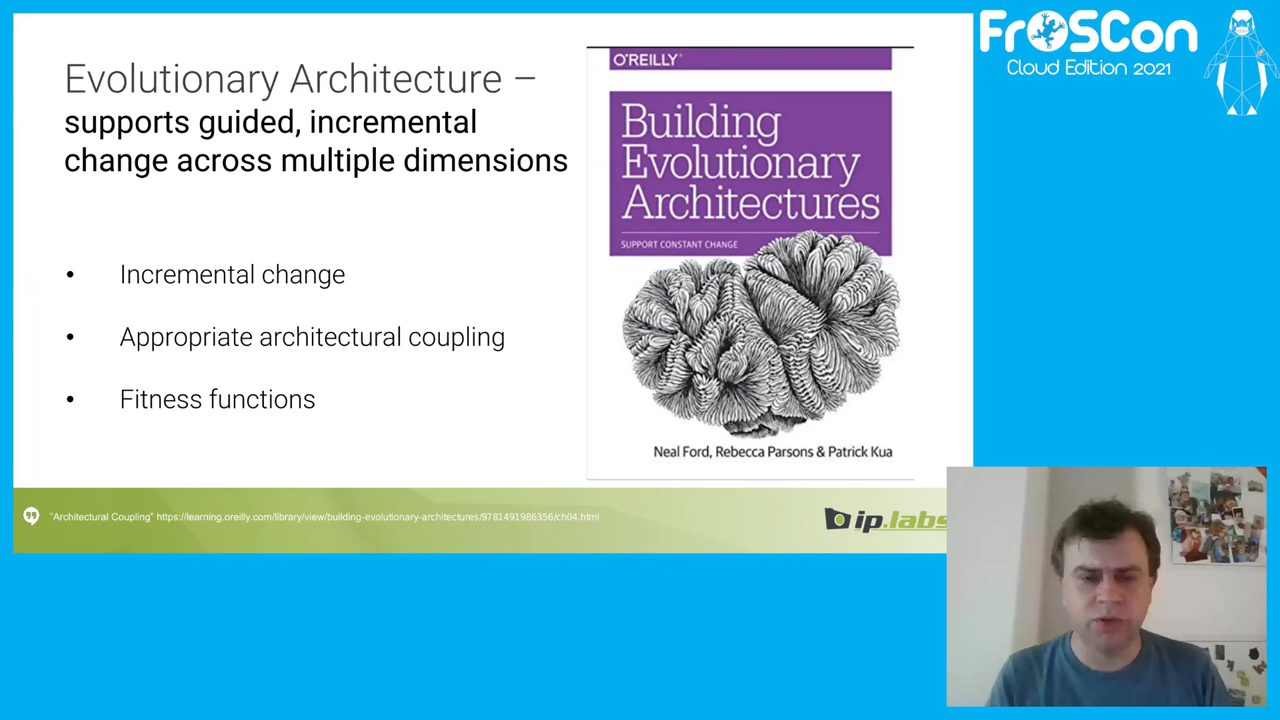 Evolutionary Architecture –
supports guided, incremental
change across multiple dimensions
• Incremental change
• Appropriate architectural coupling
• Fitness functions
O'REILLY®
Building
Evolutionary
Architectures
SUPPORT CONSTANT CHANGE
Neal Ford, Rebecca Parsons & Patrick Kua
"Architectural Coupling" https://learning.oreilly.com/library/view/building-evolutionary-architectures/9781491986356/ch04.html
ip.labs
FrOSCon
Cloud Edition 2021